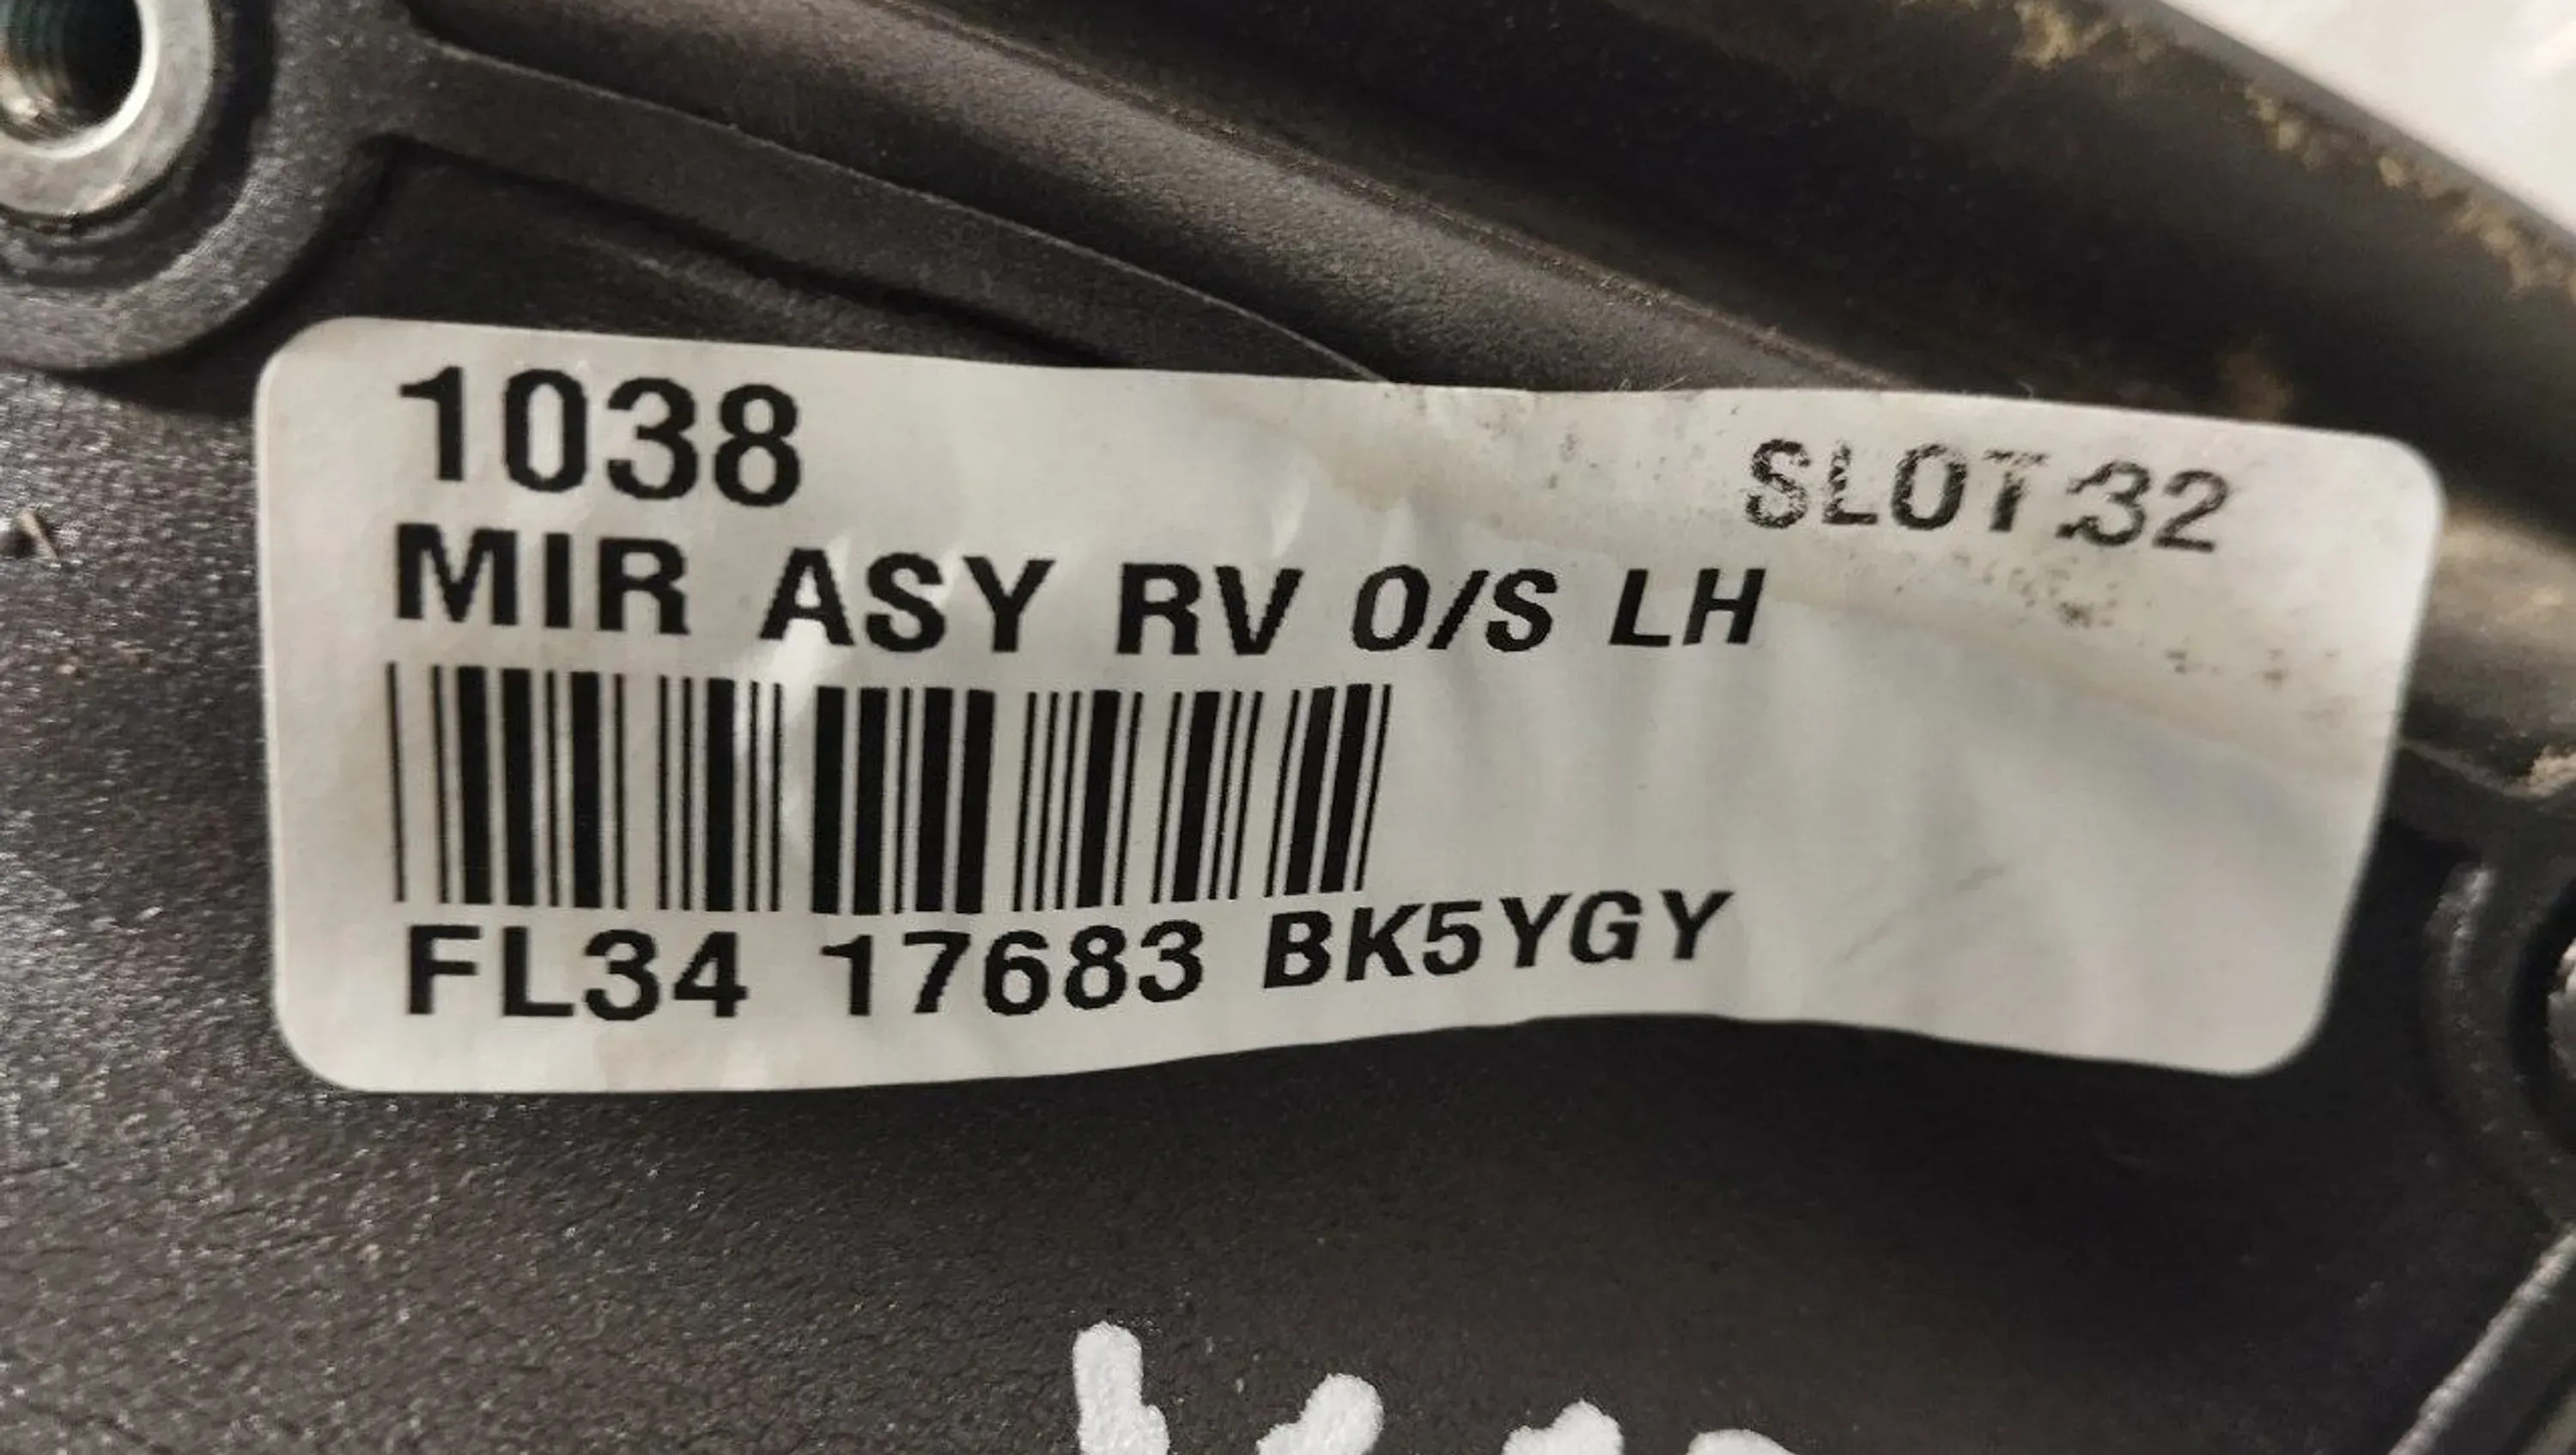 1038
SLOT:32
MIR ASY RV O/S LH
FL34 17683 BK5YGY